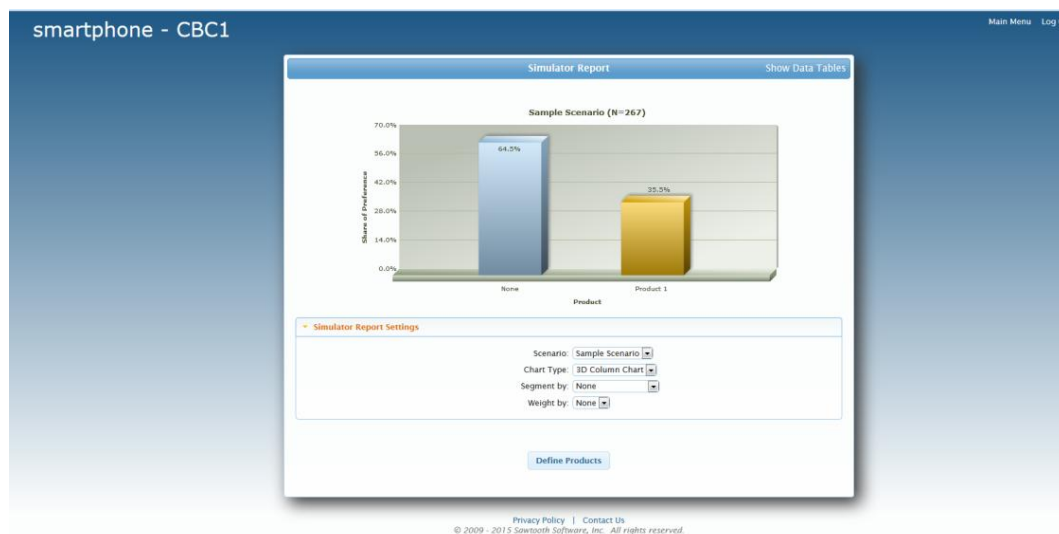 smartphone - CBC1
Main Menu Log
Simulator Report
Show Data Tables
Sample Scenario (N=267)
70.0%
56.0%
42.0%
28.0%
14.0%
0.0%
Share of Preference
64.5%
35.5%
None
Product 1
Product
Simulator Report Settings
Scenario: Sample Scenario
Chart Type: 3D Column Chart
Segment by: None
Weight by: None
Define Products
Privacy Policy | Contact Us
© 2009 - 2015 Sawtooth Software, Inc. All rights reserved.